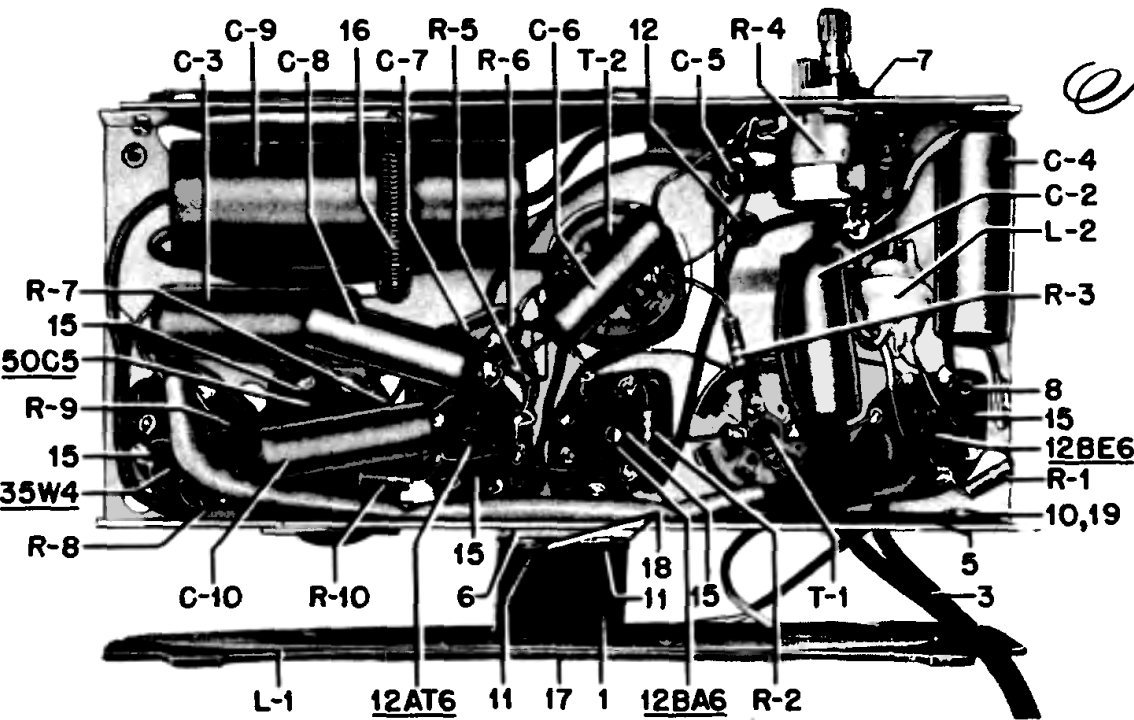 C-9 16 R-5 C-6 12 R-4
C-3 C-8 C-7 R-6 T-2 C-5 7
C-4
C-2
L-2
R-7 R-3
15
50C5
R-9 8
15
15 12BE6
35W4 R-1
10,19
R-8 15 18 5
C-10 R-10 6 11 15 T-1 3
L-1 12AT6 11 17 1 12BA6 R-2